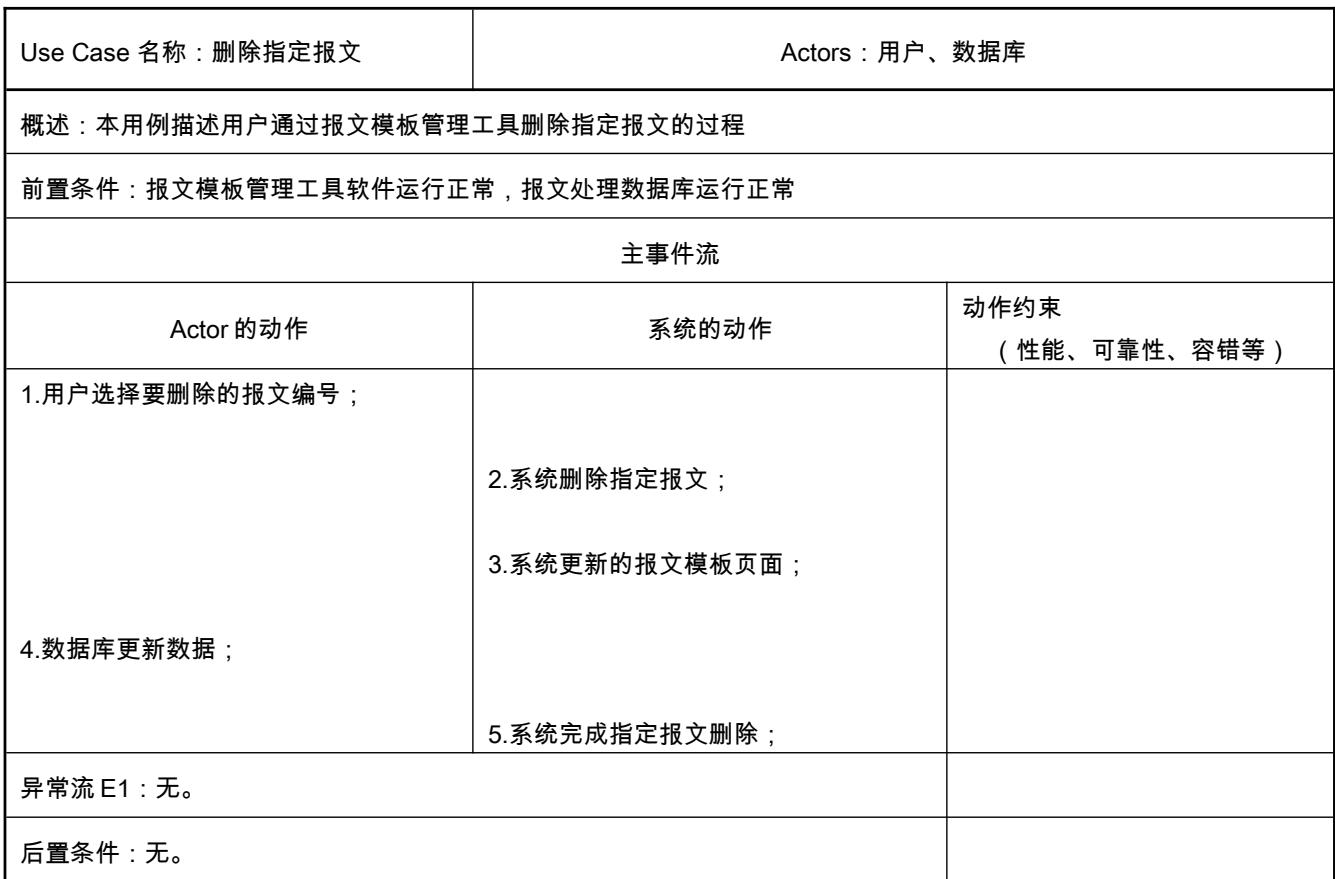 Use Case 名称：删除指定报文
Actors：用户、数据库
概述：本用例描述用户通过报文模板管理工具删除指定报文的过程
前置条件：报文模板管理工具软件运行正常，报文处理数据库运行正常
主事件流
Actor 的动作
系统的动作
动作约束
（性能、可靠性、容错等）
1.用户选择要删除的报文编号；
2.系统删除指定报文；
3.系统更新的报文模板页面；
4.数据库更新数据；
5.系统完成指定报文删除；
异常流 E1：无。
后置条件：无。